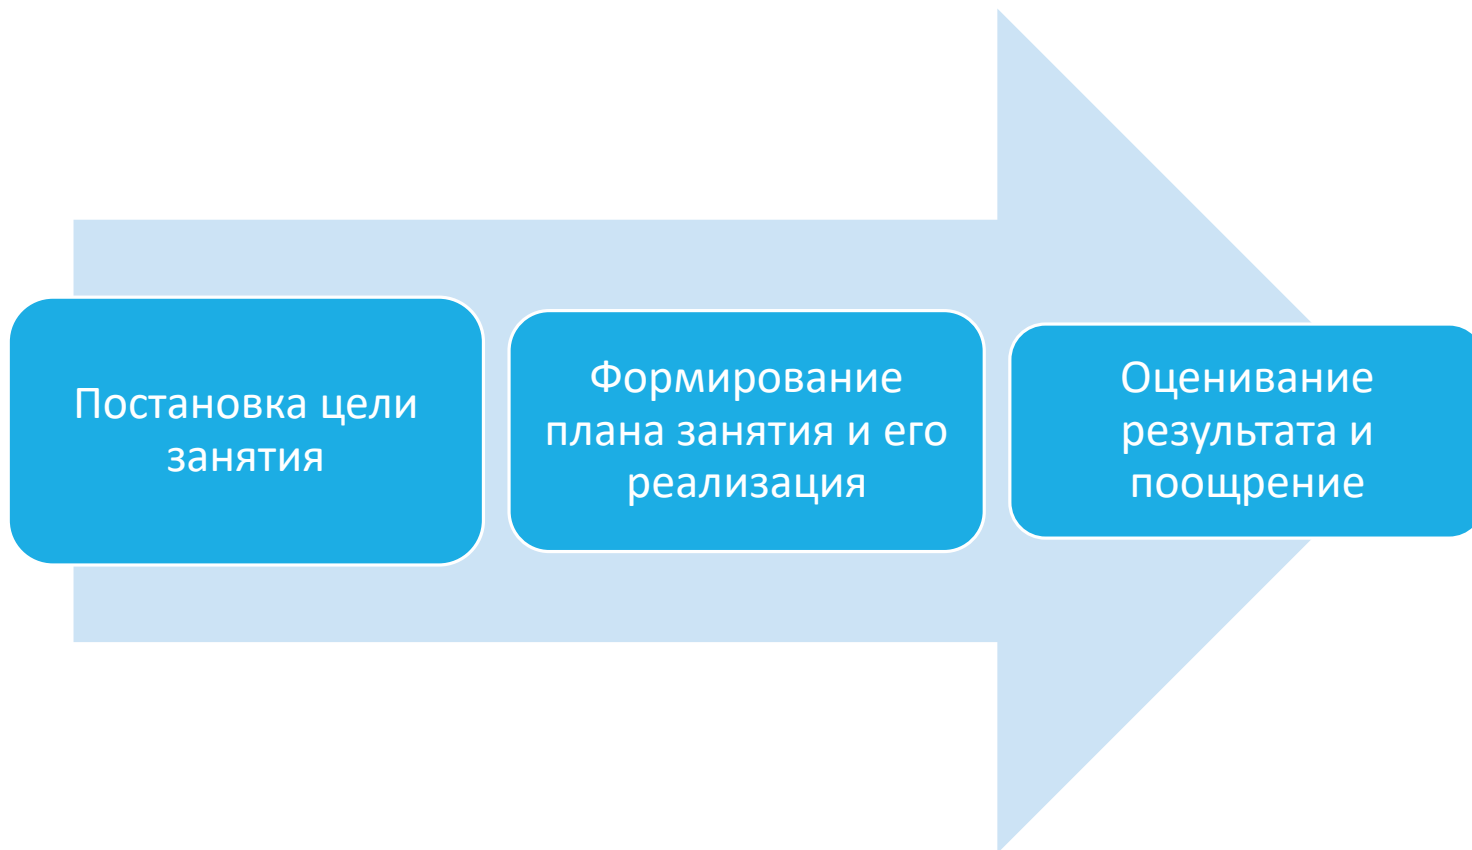 Постановка цели
занятия
Формирование
плана занятия и его
реализация
Оценивание
результата и
поощрение